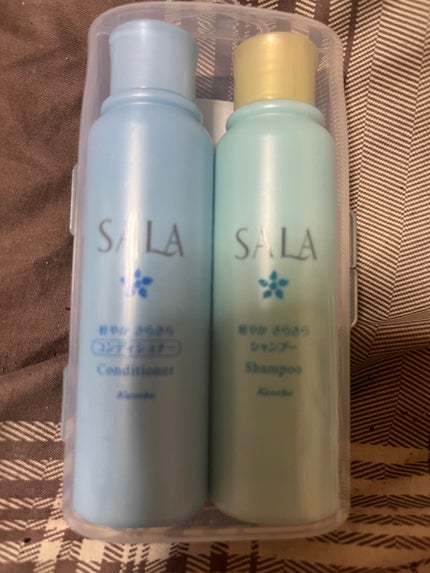 SALA
軽やか さらさら
コンディショナー
Conditioner
Kanebo
SALA
軽やか さらさら
シャンプー
Shampoo
Kanebo